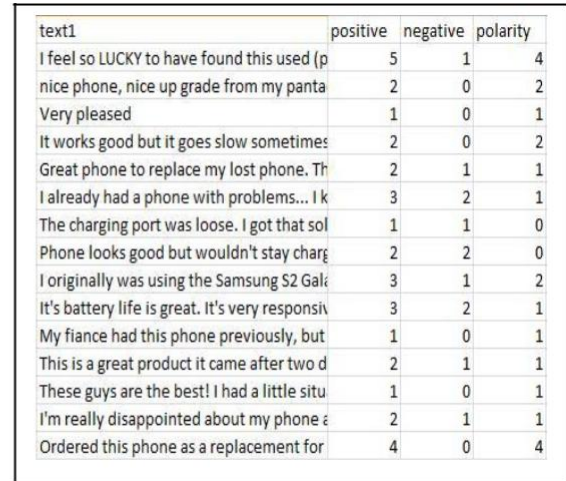 text1 positive negative polarity
I feel so LUCKY to have found this used (p 5 1 4
nice phone, nice up grade from my panta 2 0 2
Very pleased 1 0 1
It works good but it goes slow sometimes 2 0 2
Great phone to replace my lost phone. Th 2 1 1
I already had a phone with problems... I k 3 2 1
The charging port was loose. I got that sol 1 1 0
Phone looks good but wouldn't stay charg 2 2 0
I originally was using the Samsung S2 Gala 3 1 2
It's battery life is great. It's very responsiv 3 2 1
My fiance had this phone previously, but 1 0 1
This is a great product it came after two d 2 1 1
These guys are the best! I had a little situ 1 0 1
I'm really disappointed about my phone a 2 1 1
Ordered this phone as a replacement for 4 0 4